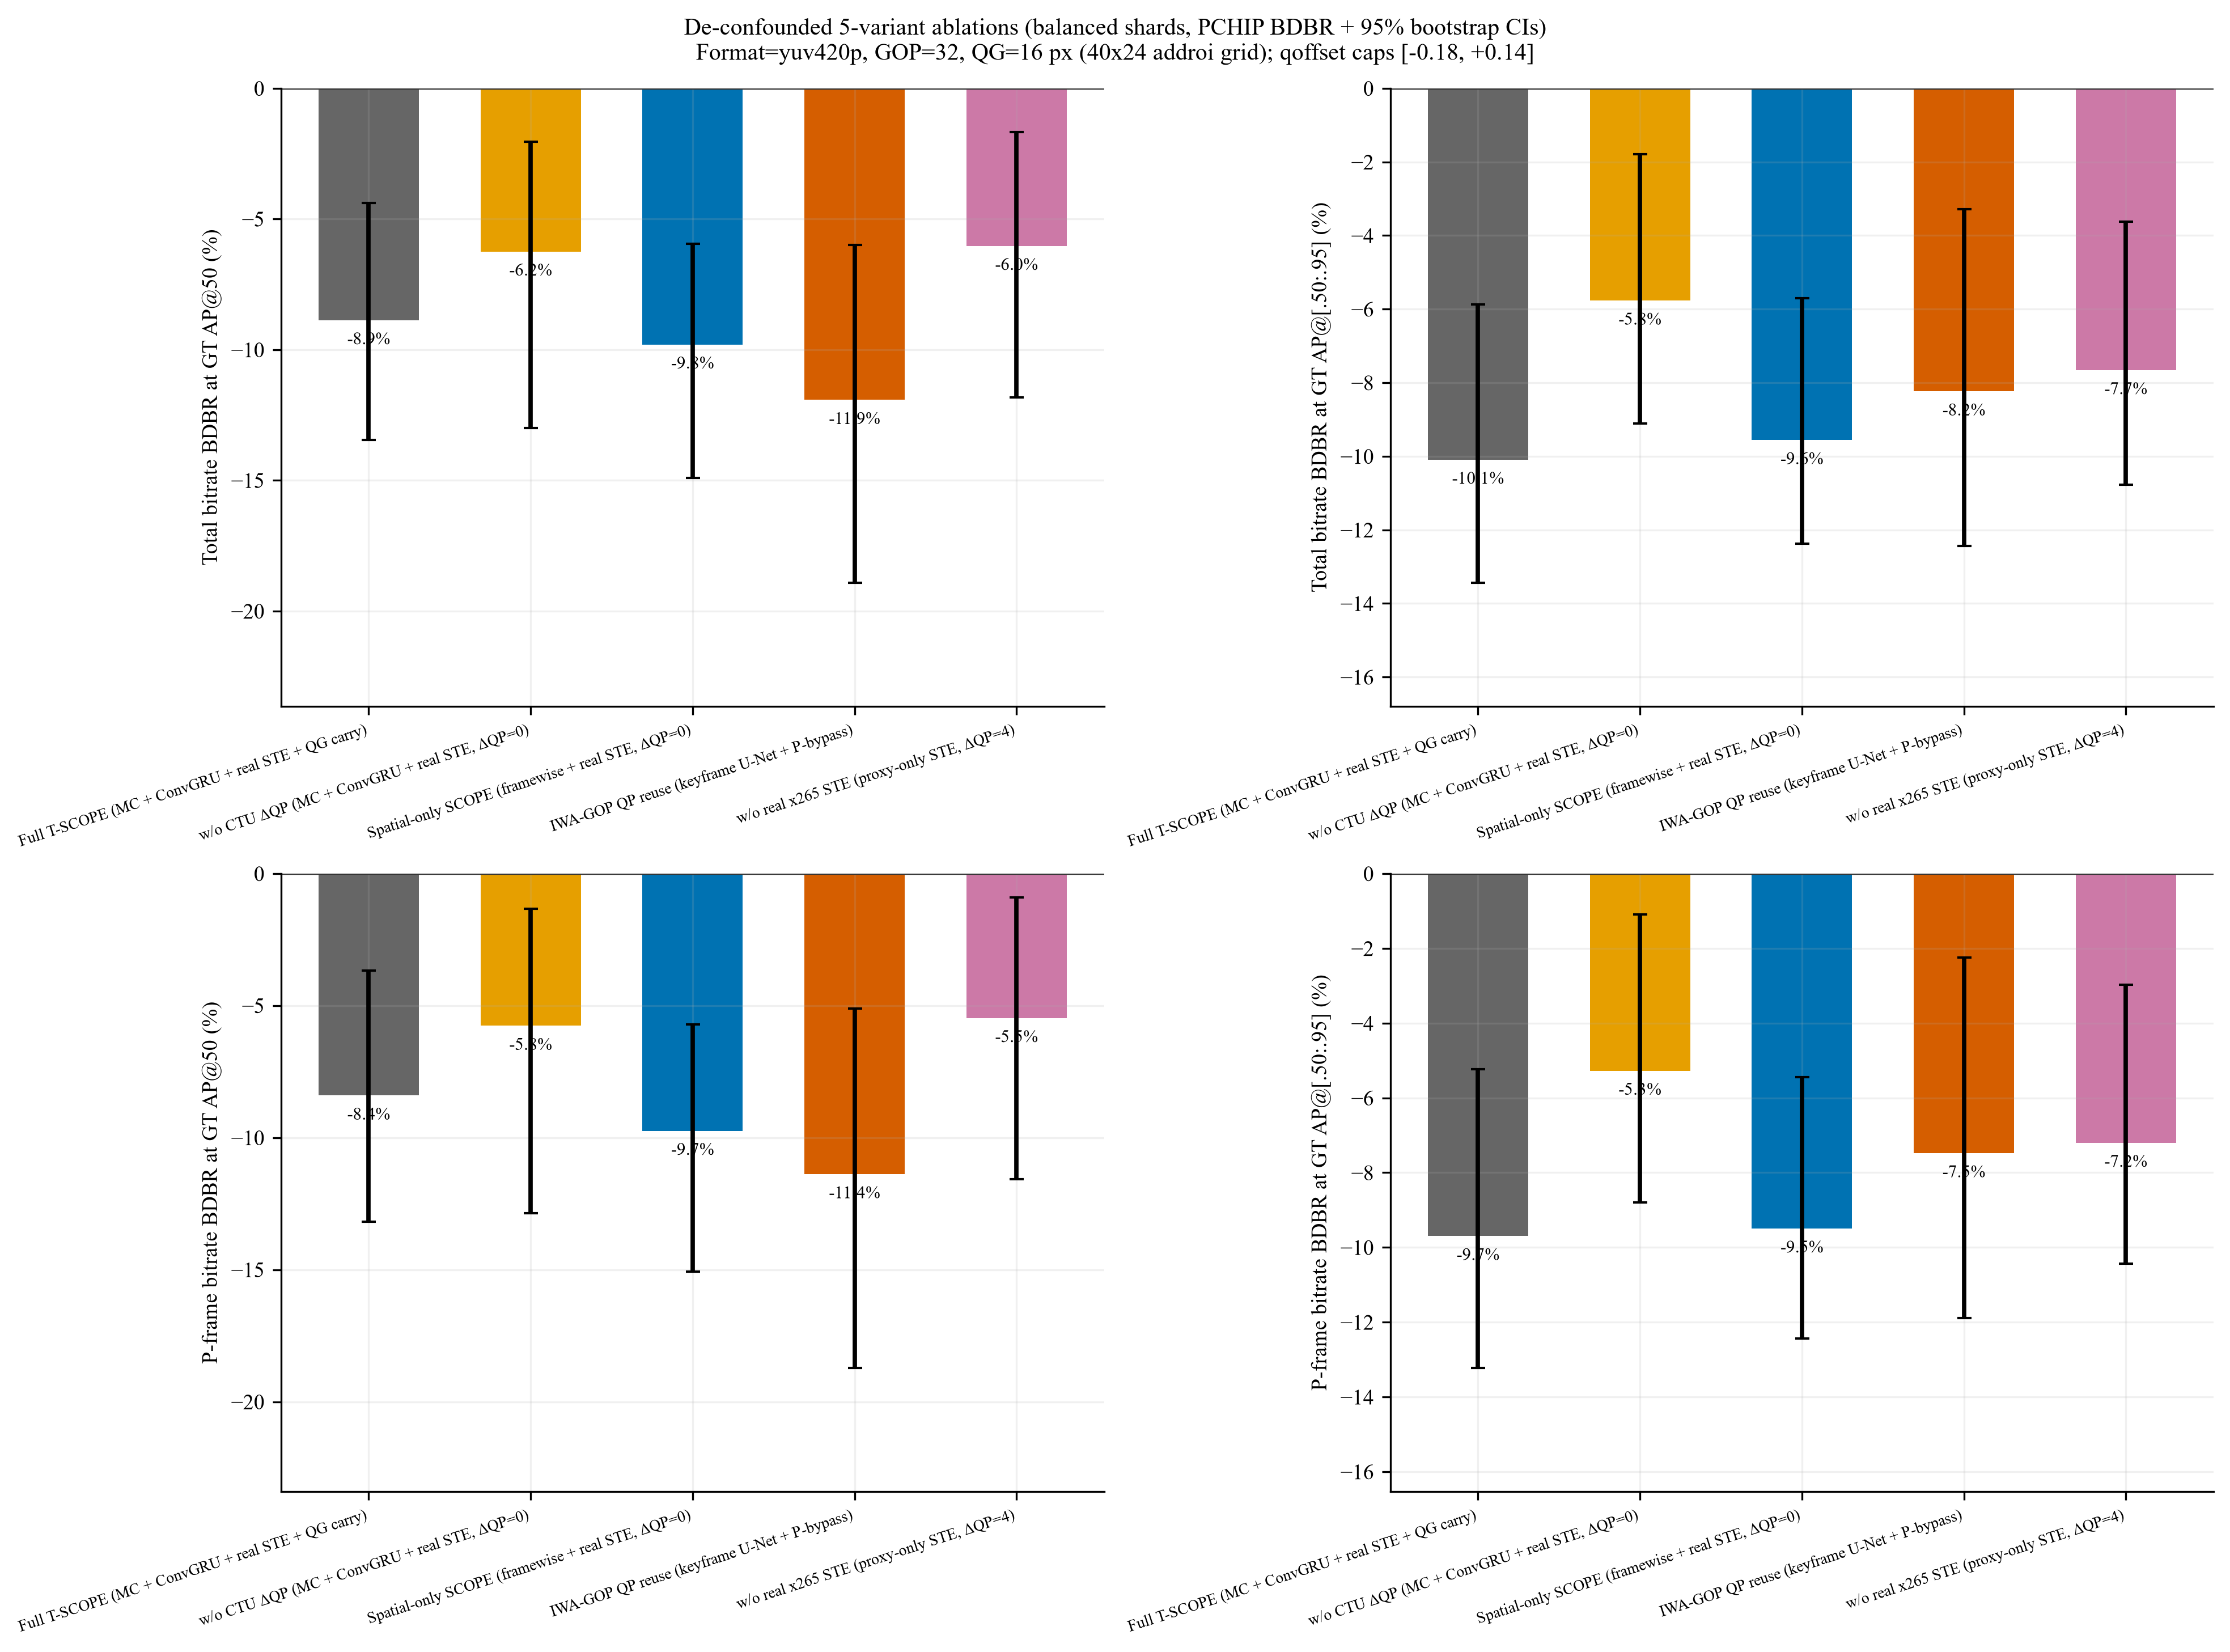 De-confounded 5-variant ablations (balanced shards, PCHIP BDBR + 95% bootstrap CIs)
Format=yuv420p, GOP=32, QG=16 px (40x24 addroi grid); qoffset caps [-0.18, +0.14]
Total bitrate BDBR at GT AP@50 (%)
0
−5
−10
−15
−20
-8.9%
-6.2%
-9.8%
-11.9%
-6.0%
Full T-SCOPE (MC + ConvGRU + real STE + QG carry)
w/o CTU ΔQP (MC + ConvGRU + real STE, ΔQP=0)
Spatial-only SCOPE (framewise + real STE, ΔQP=0)
IWA-GOP QP reuse (keyframe U-Net + P-bypass)
w/o real x265 STE (proxy-only STE, ΔQP=4)
Total bitrate BDBR at GT AP@[.50:.95] (%)
0
−2
−4
−6
−8
−10
−12
−14
−16
-10.1%
-5.8%
-9.6%
-8.2%
-7.7%
Full T-SCOPE (MC + ConvGRU + real STE + QG carry)
w/o CTU ΔQP (MC + ConvGRU + real STE, ΔQP=0)
Spatial-only SCOPE (framewise + real STE, ΔQP=0)
IWA-GOP QP reuse (keyframe U-Net + P-bypass)
w/o real x265 STE (proxy-only STE, ΔQP=4)
P-frame bitrate BDBR at GT AP@50 (%)
0
−5
−10
−15
−20
-8.4%
-5.8%
-9.7%
-11.4%
-5.5%
Full T-SCOPE (MC + ConvGRU + real STE + QG carry)
w/o CTU ΔQP (MC + ConvGRU + real STE, ΔQP=0)
Spatial-only SCOPE (framewise + real STE, ΔQP=0)
IWA-GOP QP reuse (keyframe U-Net + P-bypass)
w/o real x265 STE (proxy-only STE, ΔQP=4)
P-frame bitrate BDBR at GT AP@[.50:.95] (%)
0
−2
−4
−6
−8
−10
−12
−14
−16
-9.7%
-5.3%
-9.5%
-7.5%
-7.2%
Full T-SCOPE (MC + ConvGRU + real STE + QG carry)
w/o CTU ΔQP (MC + ConvGRU + real STE, ΔQP=0)
Spatial-only SCOPE (framewise + real STE, ΔQP=0)
IWA-GOP QP reuse (keyframe U-Net + P-bypass)
w/o real x265 STE (proxy-only STE, ΔQP=4)